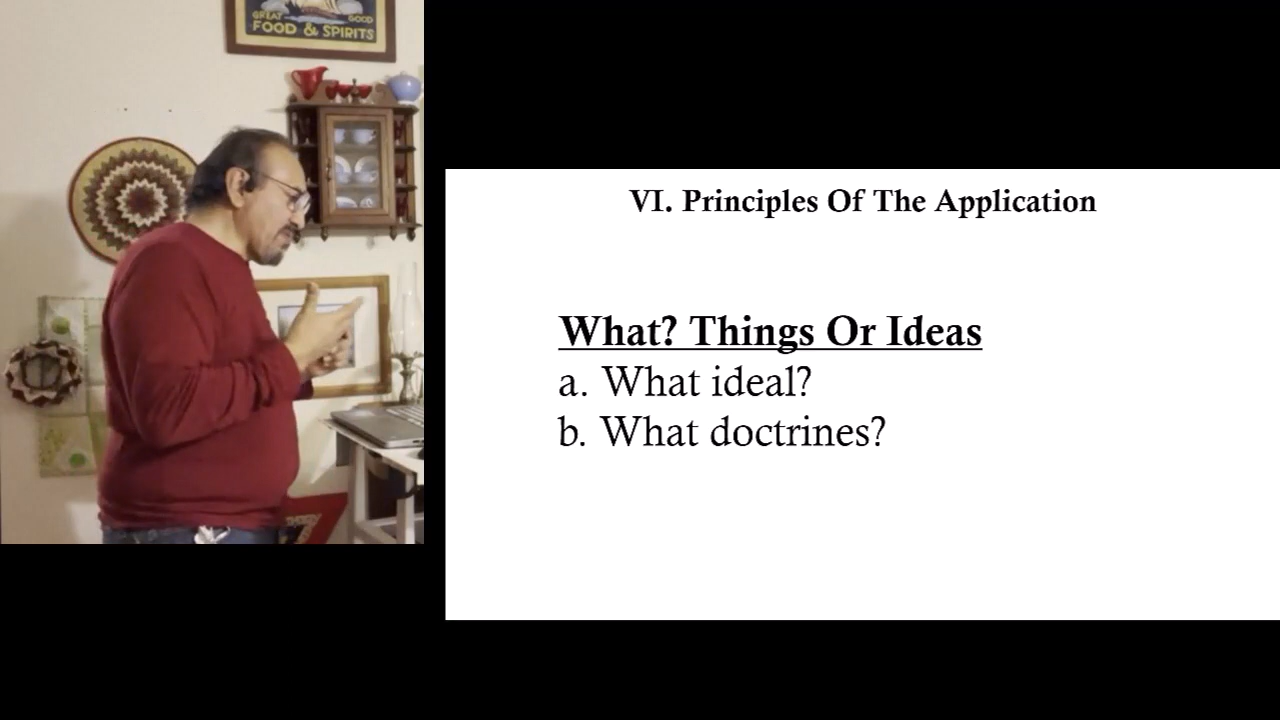 GREAT GOOD
FOOD & SPIRITS
VI. Principles Of The Application
What? Things Or Ideas
a. What ideal?
b. What doctrines?